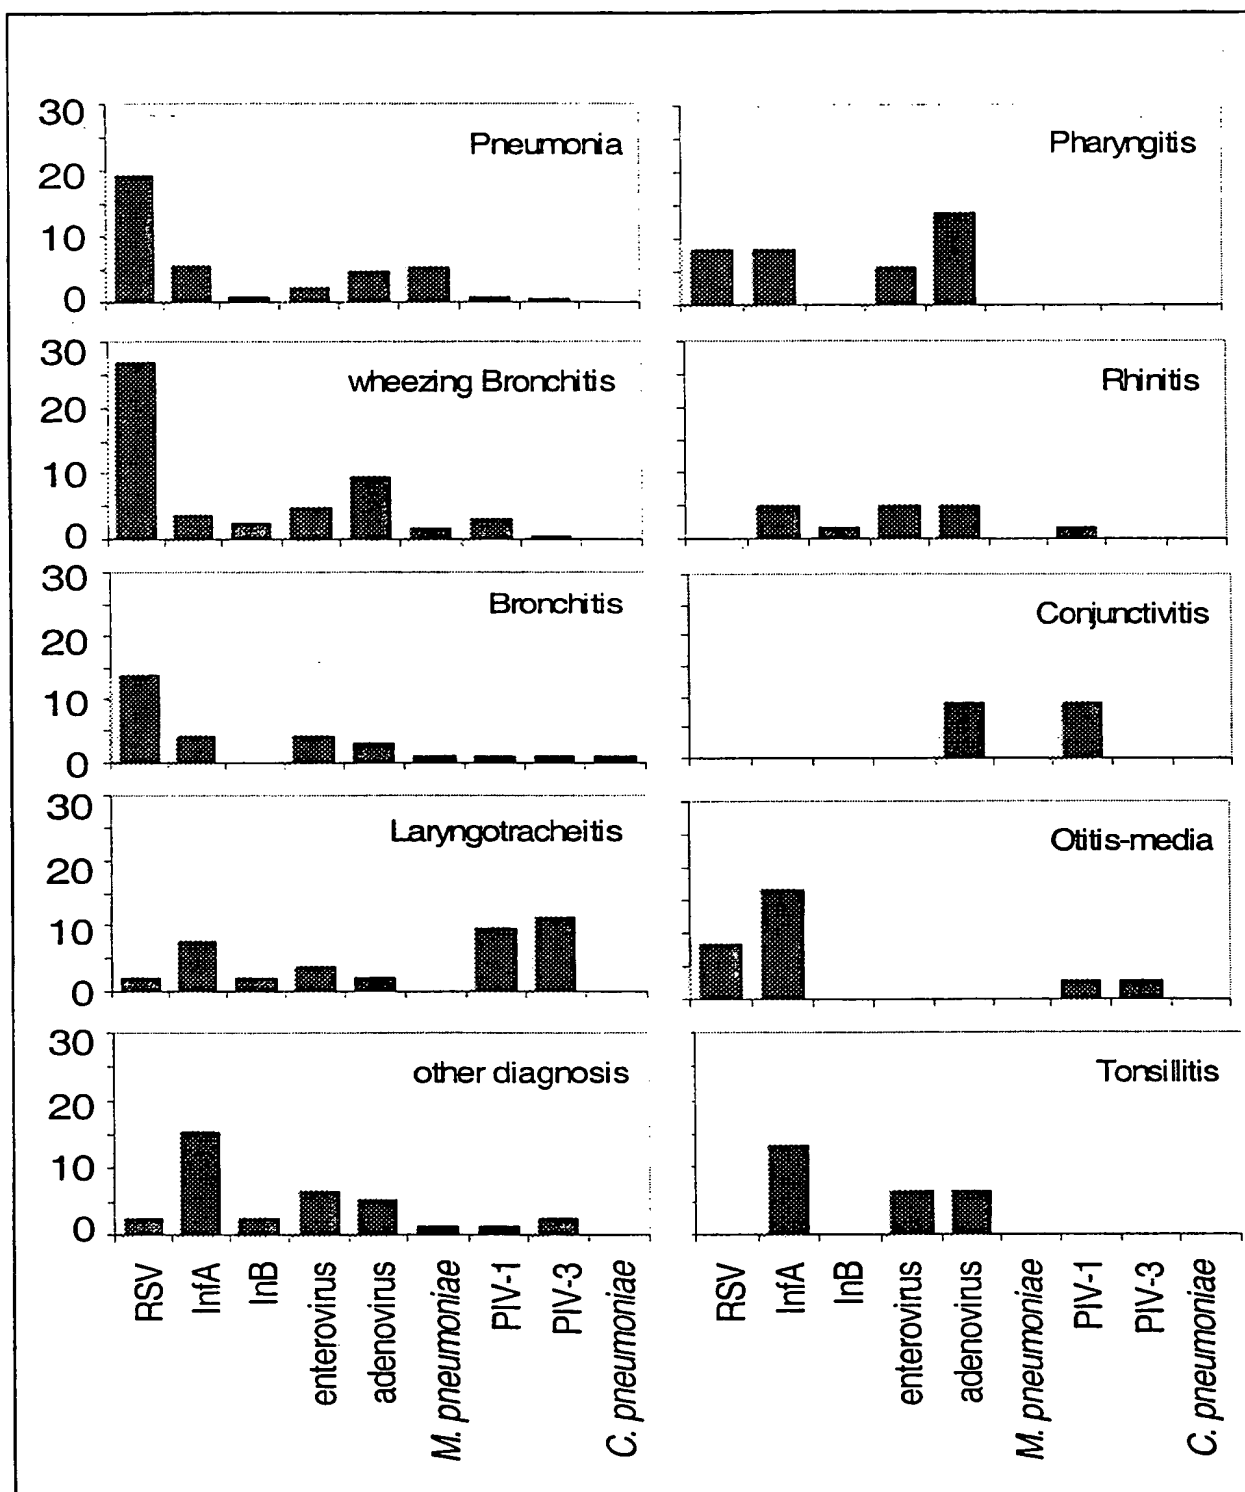 30
20
10
0
Pneumonia
Pharyngitis
30
20
10
0
wheezing Bronchitis
Rhinitis
30
20
10
0
Bronchitis
Conjunctivitis
30
20
10
0
Laryngotracheitis
Otitis-media
30
20
10
0
other diagnosis
Tonsillitis
RSV
InfA
InB
enterovirus
adenovirus
M. pneumoniae
PIV-1
PIV-3
C. pneumoniae
RSV
InfA
InB
enterovirus
adenovirus
M. pneumoniae
PIV-1
PIV-3
C. pneumoniae